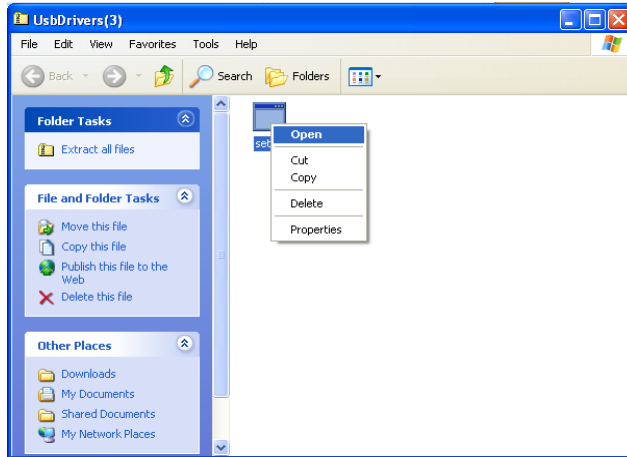 UsbDrivers(3)
File Edit View Favorites Tools Help
Back Search Folders
Folder Tasks
Extract all files
File and Folder Tasks
Move this file
Copy this file
Publish this file to the
Web
Delete this file
Other Places
Downloads
My Documents
Shared Documents
My Network Places
Open
Cut
Copy
Delete
Properties